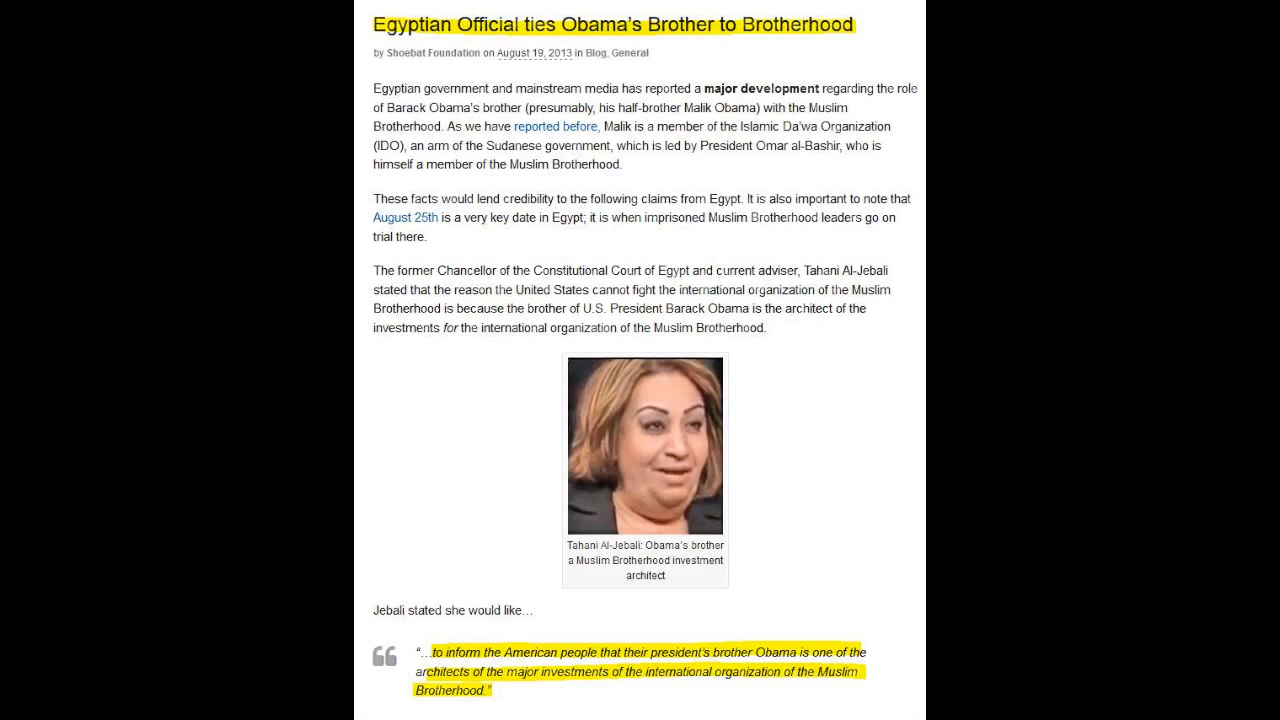 Egyptian Official ties Obama's Brother to Brotherhood
by Shoebat Foundation on August 19, 2013 in Blog, General
Egyptian government and mainstream media has reported a major development regarding the role
of Barack Obama's brother (presumably, his half-brother Malik Obama) with the Muslim
Brotherhood. As we have reported before, Malik is a member of the Islamic Da'wa Organization
(IDO), an arm of the Sudanese government, which is led by President Omar al-Bashir, who is
himself a member of the Muslim Brotherhood.
These facts would lend credibility to the following claims from Egypt. It is also important to note that
August 25th is a very key date in Egypt; it is when imprisoned Muslim Brotherhood leaders go on
trial there.
The former Chancellor of the Constitutional Court of Egypt and current adviser, Tahani Al-Jebali
stated that the reason the United States cannot fight the international organization of the Muslim
Brotherhood is because the brother of U.S. President Barack Obama is the architect of the
investments for the international organization of the Muslim Brotherhood.
Tahani Al-Jebali: Obama's brother
a Muslim Brotherhood investment
architect
Jebali stated she would like…
"…to inform the American people that their president's brother Obama is one of the
architects of the major investments of the international organization of the Muslim
Brotherhood."